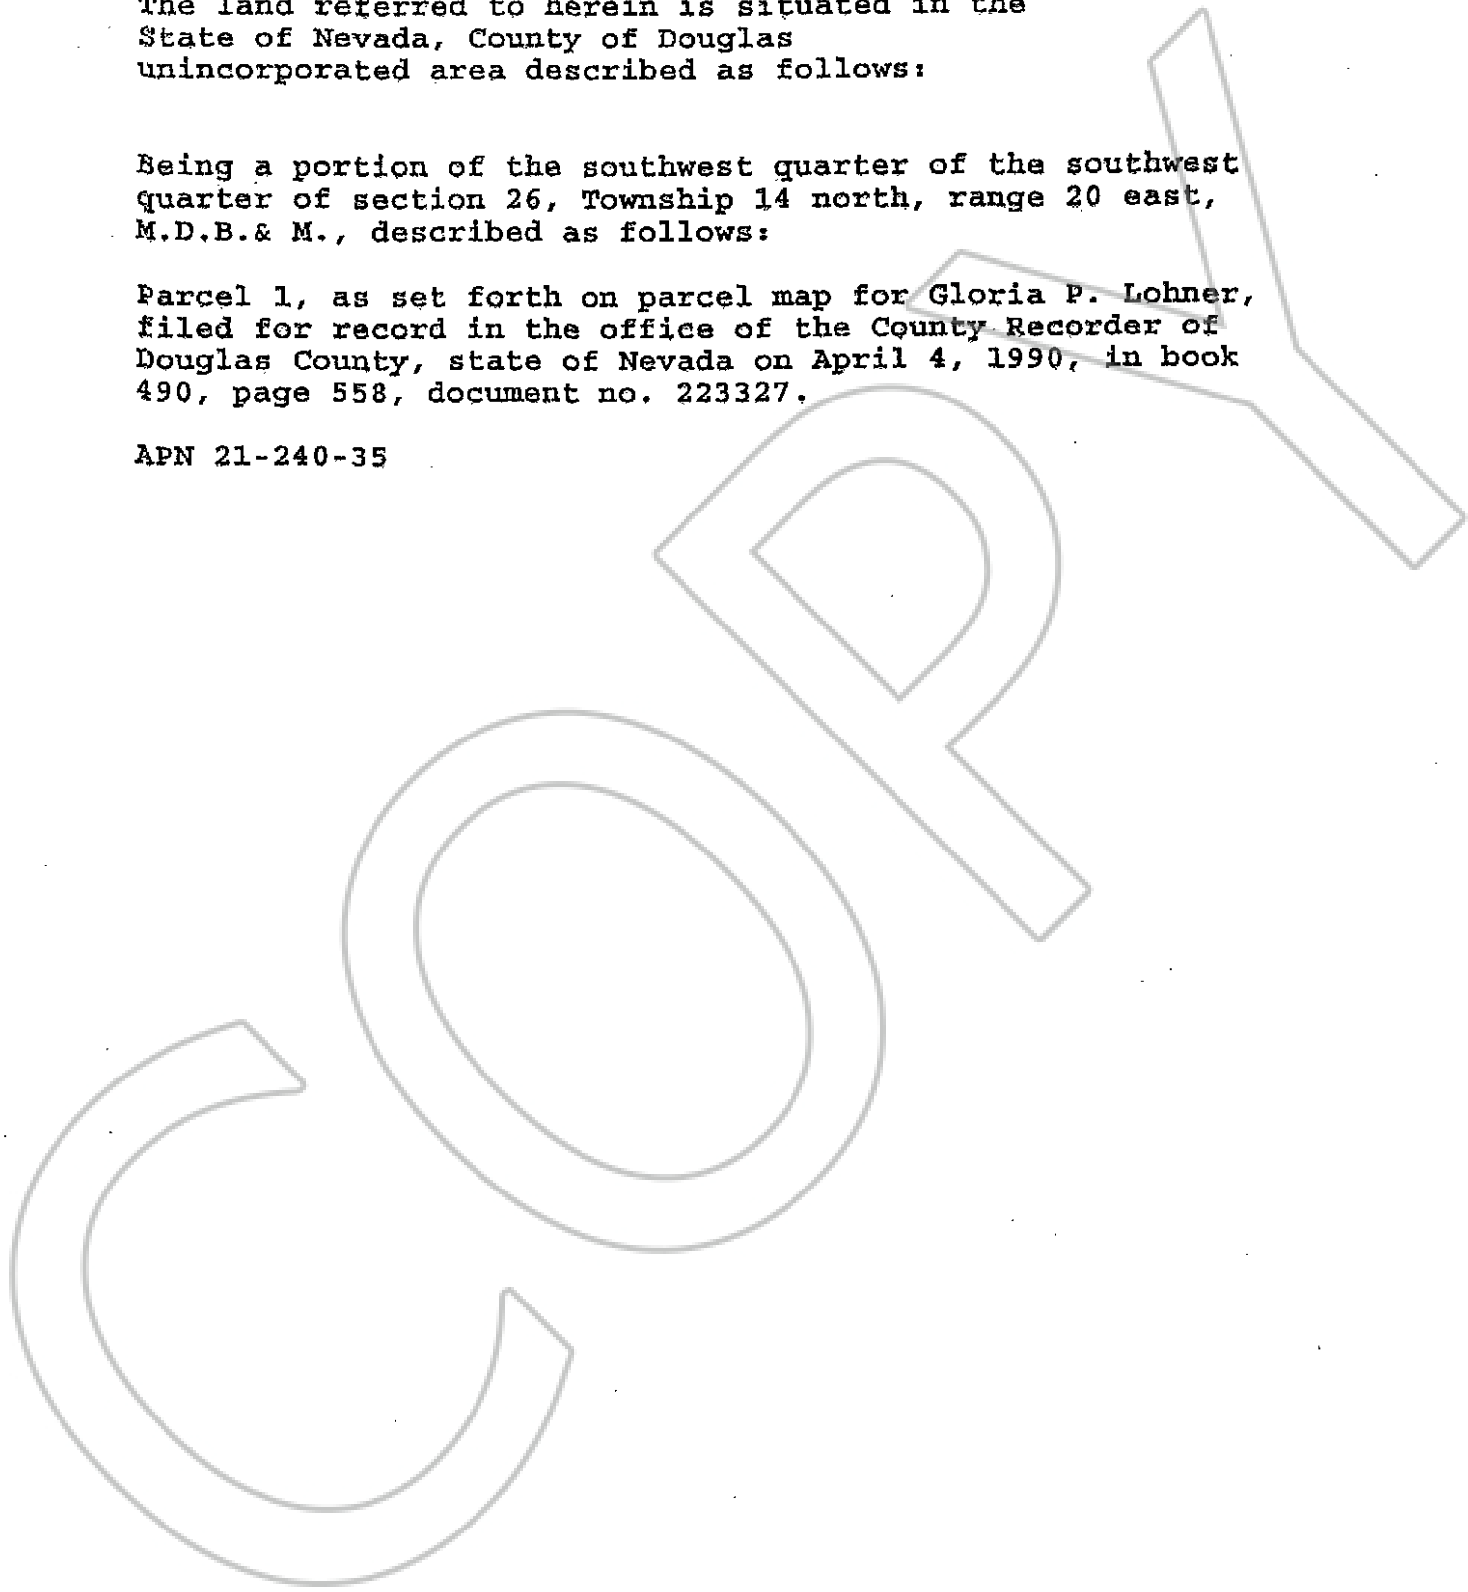 The land referred to herein is situated in the
State of Nevada, County of Douglas
unincorporated area described as follows:
Being a portion of the southwest quarter of the southwest
quarter of section 26, Township 14 north, range 20 east,
M.D.B.& M., described as follows:
Parcel 1, as set forth on parcel map for Gloria P. Lohner,
filed for record in the office of the County Recorder of
Douglas County, state of Nevada on April 4, 1990, in book
490, page 558, document no. 223327.
APN 21-240-35
COPY